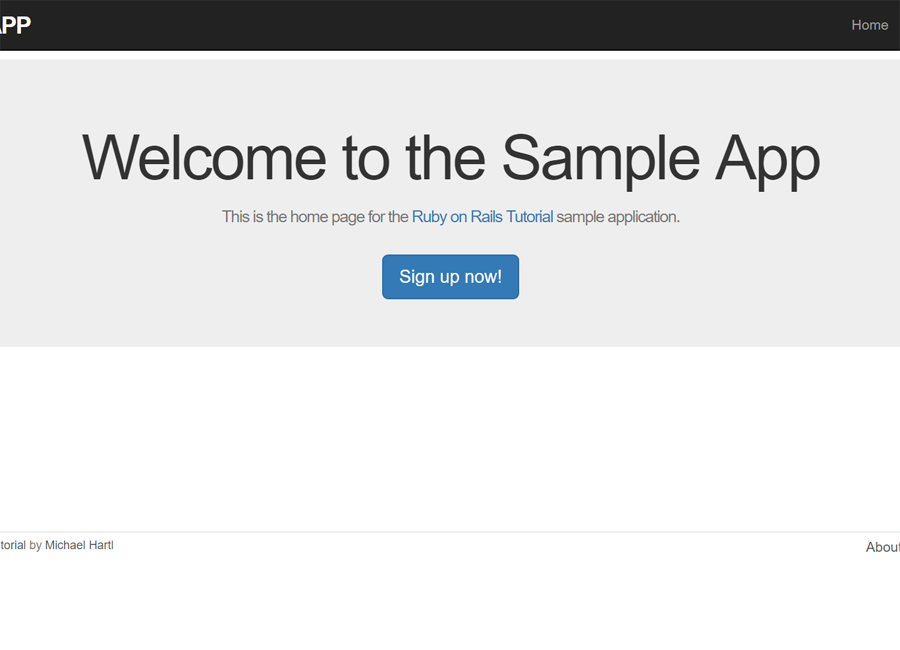 APP
Home
Welcome to the Sample App
This is the home page for the Ruby on Rails Tutorial sample application.
Sign up now!
torial by Michael Hartl
About